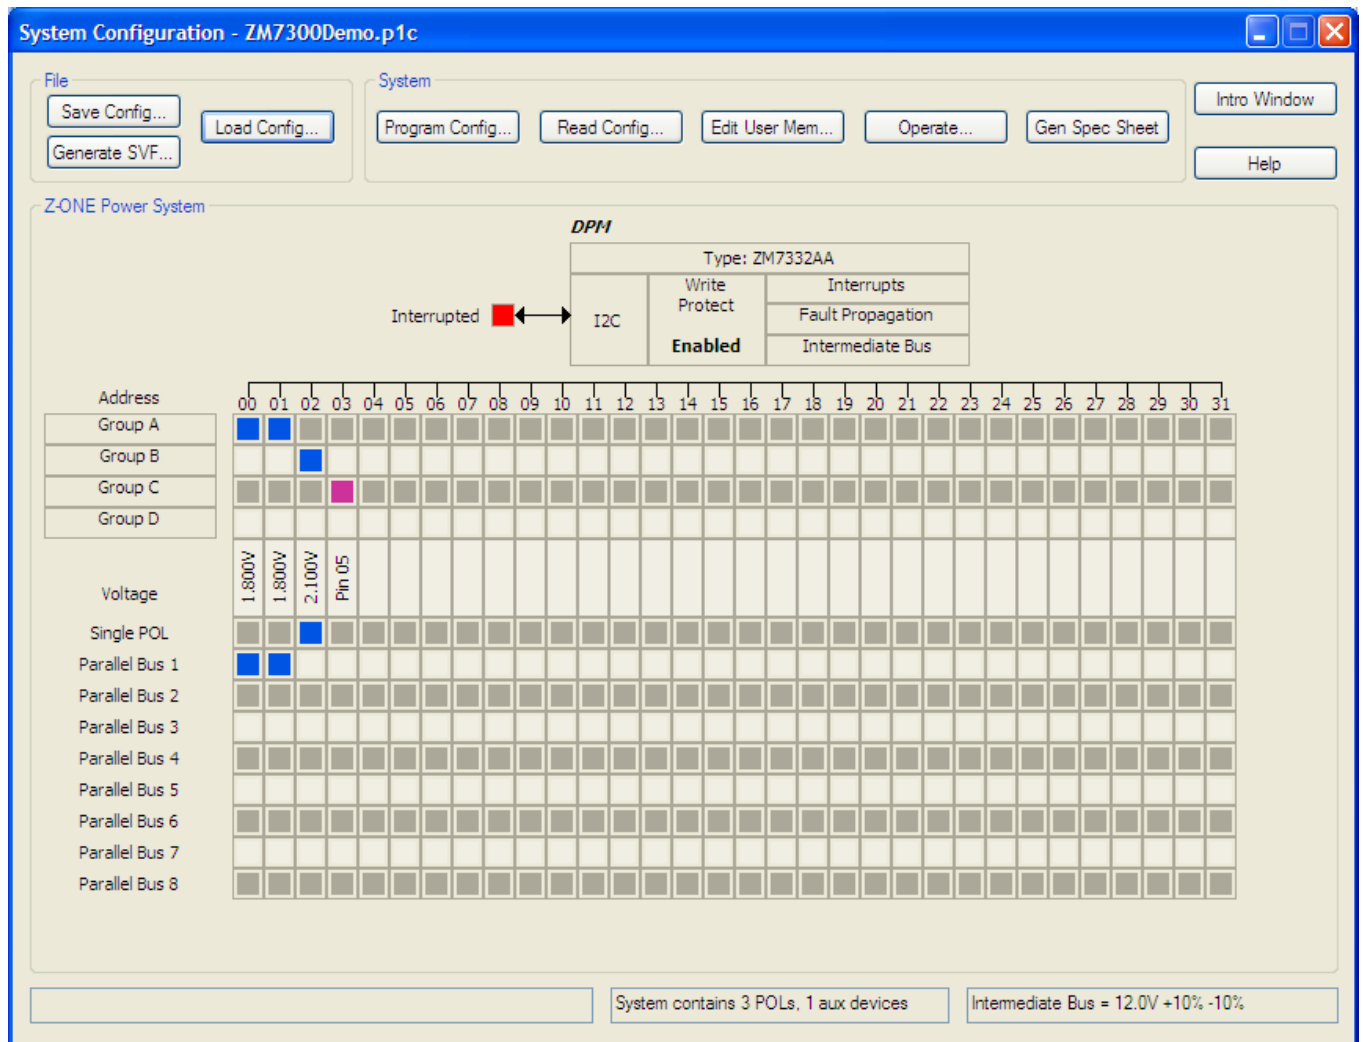 System Configuration - ZM7300Demo.p1c
File
System
Save Config...
Load Config...
Generate SVF...
Program Config...
Read Config...
Edit User Mem...
Operate...
Gen Spec Sheet
Intro Window
Help
Z-ONE Power System
DPM
Type: ZM7332AA
Interrupted
I2C
Write
Protect
Enabled
Interrupts
Fault Propagation
Intermediate Bus
Address 00 01 02 03 04 05 06 07 08 09 10 11 12 13 14 15 16 17 18 19 20 21 22 23 24 25 26 27 28 29 30 31
Group A
Group B
Group C
Group D
Voltage 1.800V 1.800V 2.100V Pin 05
Single POL
Parallel Bus 1
Parallel Bus 2
Parallel Bus 3
Parallel Bus 4
Parallel Bus 5
Parallel Bus 6
Parallel Bus 7
Parallel Bus 8
System contains 3 POLs, 1 aux devices
Intermediate Bus = 12.0V +10% -10%